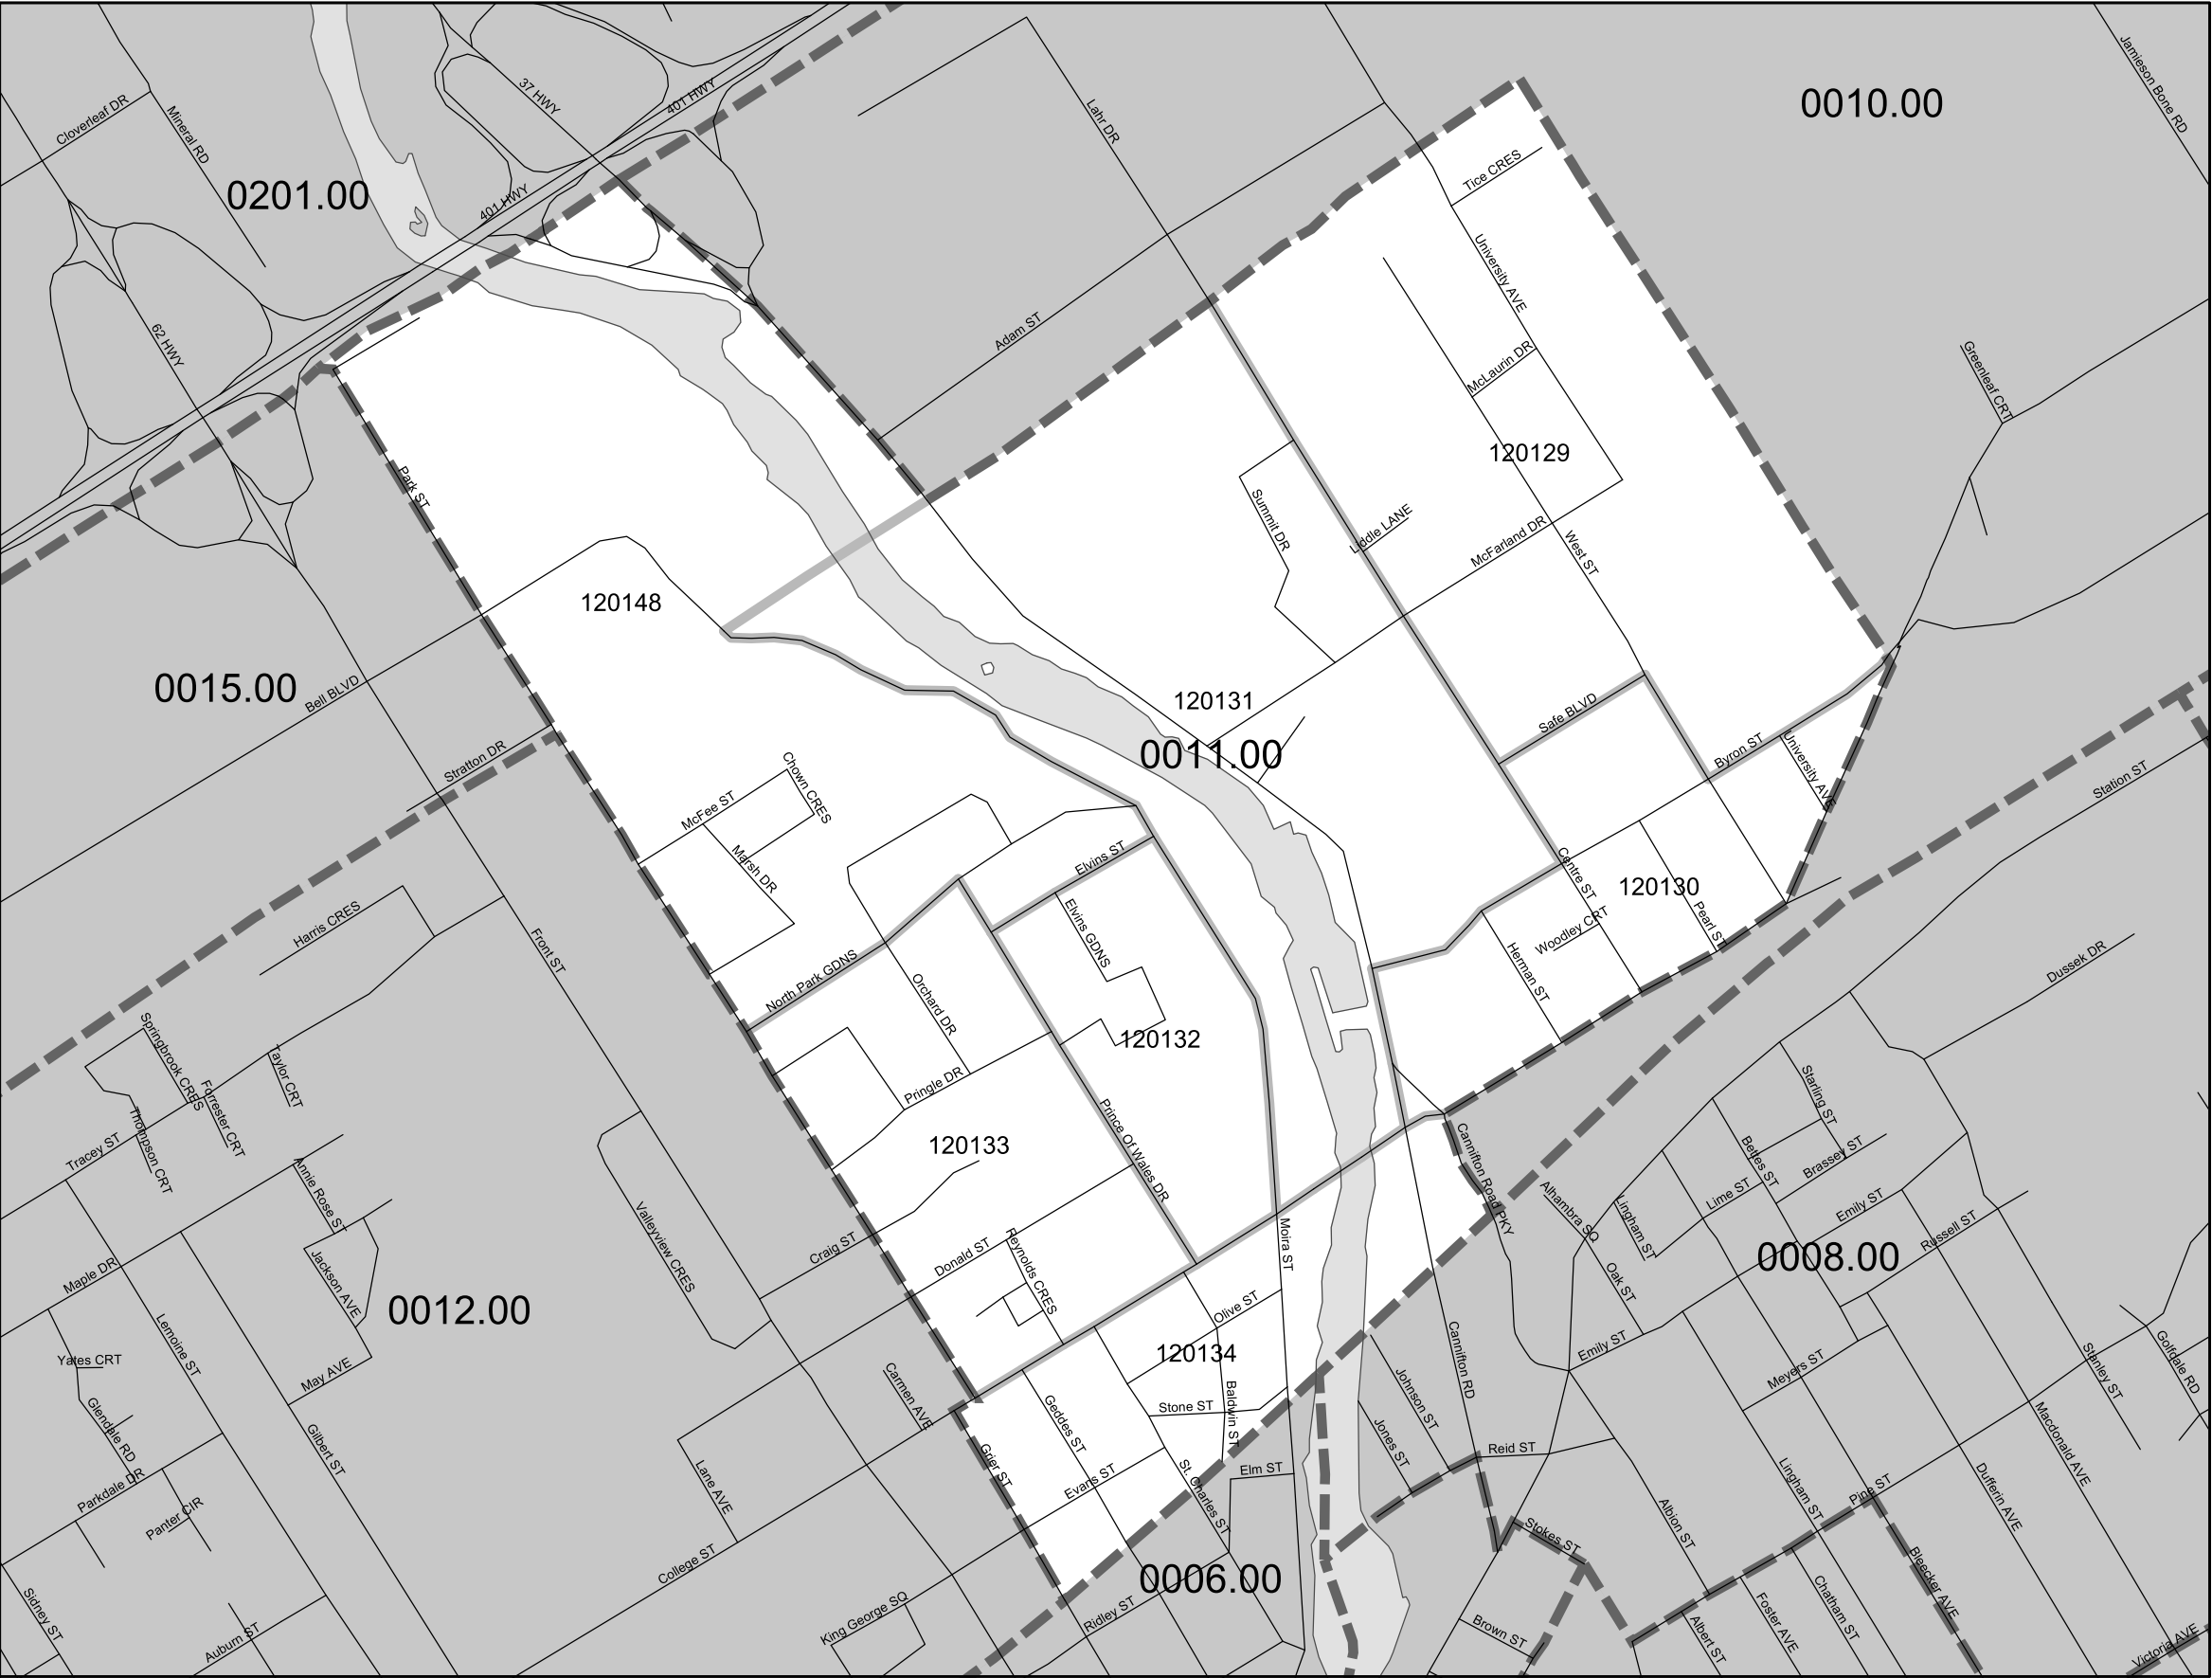 Jamieson Bone RD
37 HWY
401 HWY
0010.00
Cloverleaf DR
Mineral RD
Lahr DR
Tice CRES
0201.00
401 HWY
University AVE
62 HWY
Adam ST
McLaurin DR
Greenleaf CRT
120129
Park ST
Summit DR
Liddle LANE
McFarland DR
West ST
120148
0015.00
Bell BLVD
120131
Safe BLVD
0011.00
Stratton DR
Byron ST
University AVE
Station ST
Chown CRES
McFee ST
Marsh DR
Elvins ST
Centre ST
120130
Harris CRES
Elvins GDNS
Woodley CRT
Pearl ST
Front ST
North Park GDNS
Orchard DR
Herman ST
Dussek DR
120132
Springbrook CRES
Taylor CRT
Forrester CRT
Thompson CRT
Pringle DR
Starling ST
120133
Prince Of Wales DR
Cannifton Road PKY
Tracey ST
Bettes ST
Brassey ST
Annie Rose ST
Alhambra SQ
Lingham ST
Lime ST
Emily ST
Valleyview CRES
Craig ST
Donald ST
Reynolds CRES
Moira ST
Russell ST
0008.00
Maple DR
Jackson AVE
Oak ST
0012.00
Olive ST
Lemoine ST
Cannifton RD
Emily ST
Golfdale RD
Yates CRT
May AVE
120134
Meyers ST
Stanley ST
Carmen AVE
Johnson ST
Glendale RD
Geddes ST
Stone ST
Baldwin ST
Macdonald AVE
Gilbert ST
Grier ST
Jones ST
Reid ST
Lane AVE
Evans ST
St. Charles ST
Elm ST
Lingham ST
Pine ST
Dufferin AVE
Parkdale DR
Panter CIR
Albion ST
Stokes ST
College ST
0006.00
Bleecker AVE
Sidney ST
King George SQ
Ridley ST
Chatham ST
Foster AVE
Auburn ST
Brown ST
Albert ST
Victoria AVE